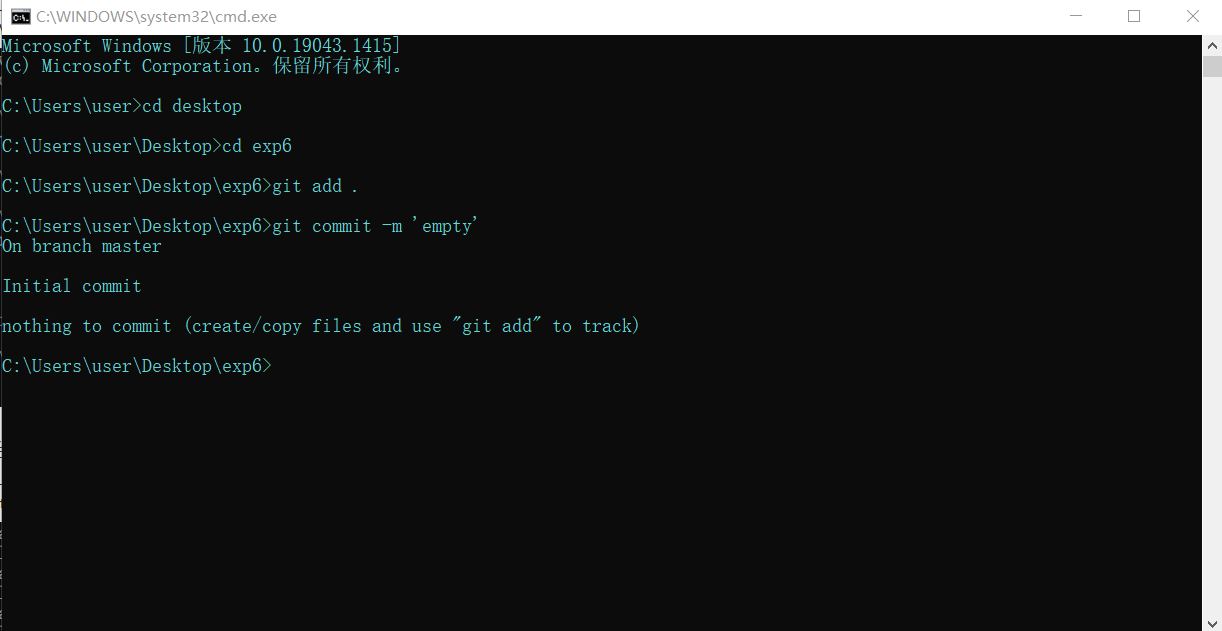 C:\WINDOWS\system32\cmd.exe
Microsoft Windows [版本 10.0.19043.1415]
(c) Microsoft Corporation。保留所有权利。
C:\Users\user>cd desktop
C:\Users\user\Desktop>cd exp6
C:\Users\user\Desktop\exp6>git add .
C:\Users\user\Desktop\exp6>git commit -m 'empty'
On branch master
Initial commit
nothing to commit (create/copy files and use "git add" to track)
C:\Users\user\Desktop\exp6>